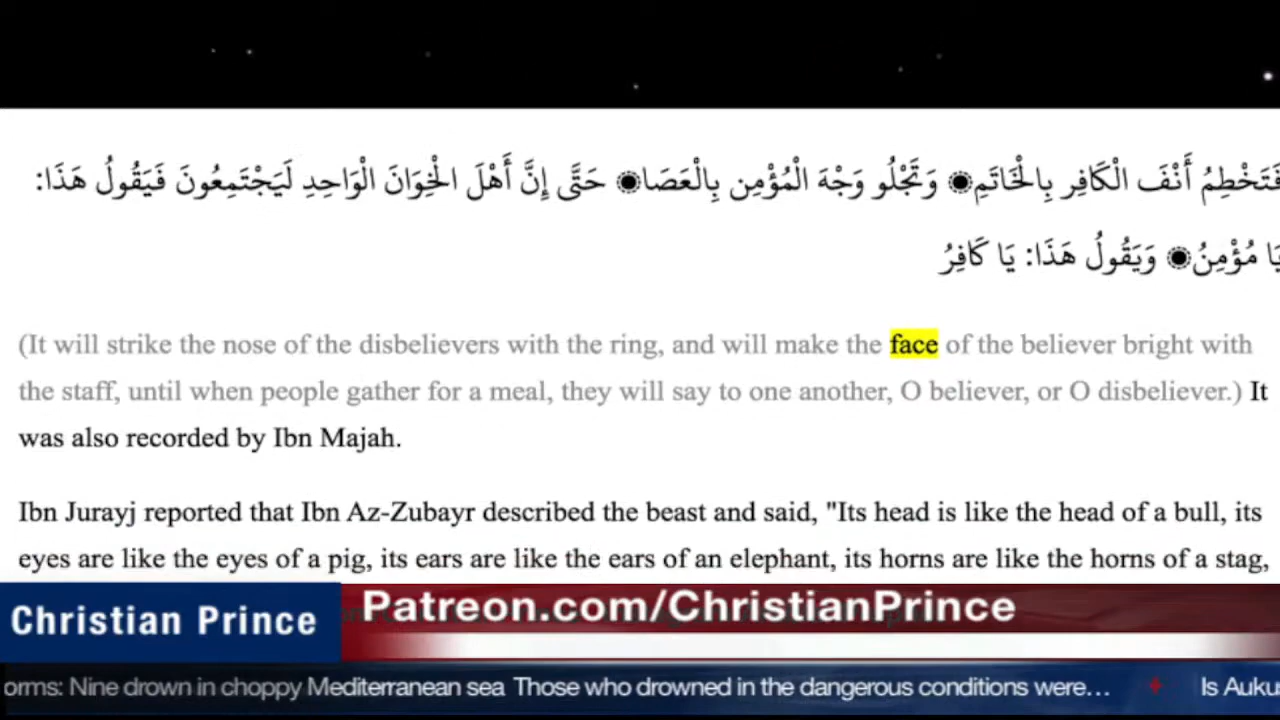 فَتَخْطِمُ أَنْفَ الْكَافِرِ بِالْخَاتَمِ۞ وَتَجْلُو وَجْهَ الْمُؤْمِنِ بِالْعَصَا۞ حَتَّى إِنَّ أَهْلَ الْخِوَانَ الْوَاحِدِ لَيَجْتَمِعُونَ فَيَقُولُ هَذَا:
يَا مُؤْمِنُ۞ وَيَقُولُ هَذَا: يَا كَافِرُ
(It will strike the nose of the disbelievers with the ring, and will make the face of the believer bright with
the staff, until when people gather for a meal, they will say to one another, O believer, or O disbeliever.) It
was also recorded by Ibn Majah.
Ibn Jurayj reported that Ibn Az-Zubayr described the beast and said, "Its head is like the head of a bull, its
eyes are like the eyes of a pig, its ears are like the ears of an elephant, its horns are like the horns of a stag,
Christian Prince
Patreon.com/ChristianPrince
orms: Nine drown in choppy Mediterranean sea Those who drowned in the dangerous conditions were... Is Auku